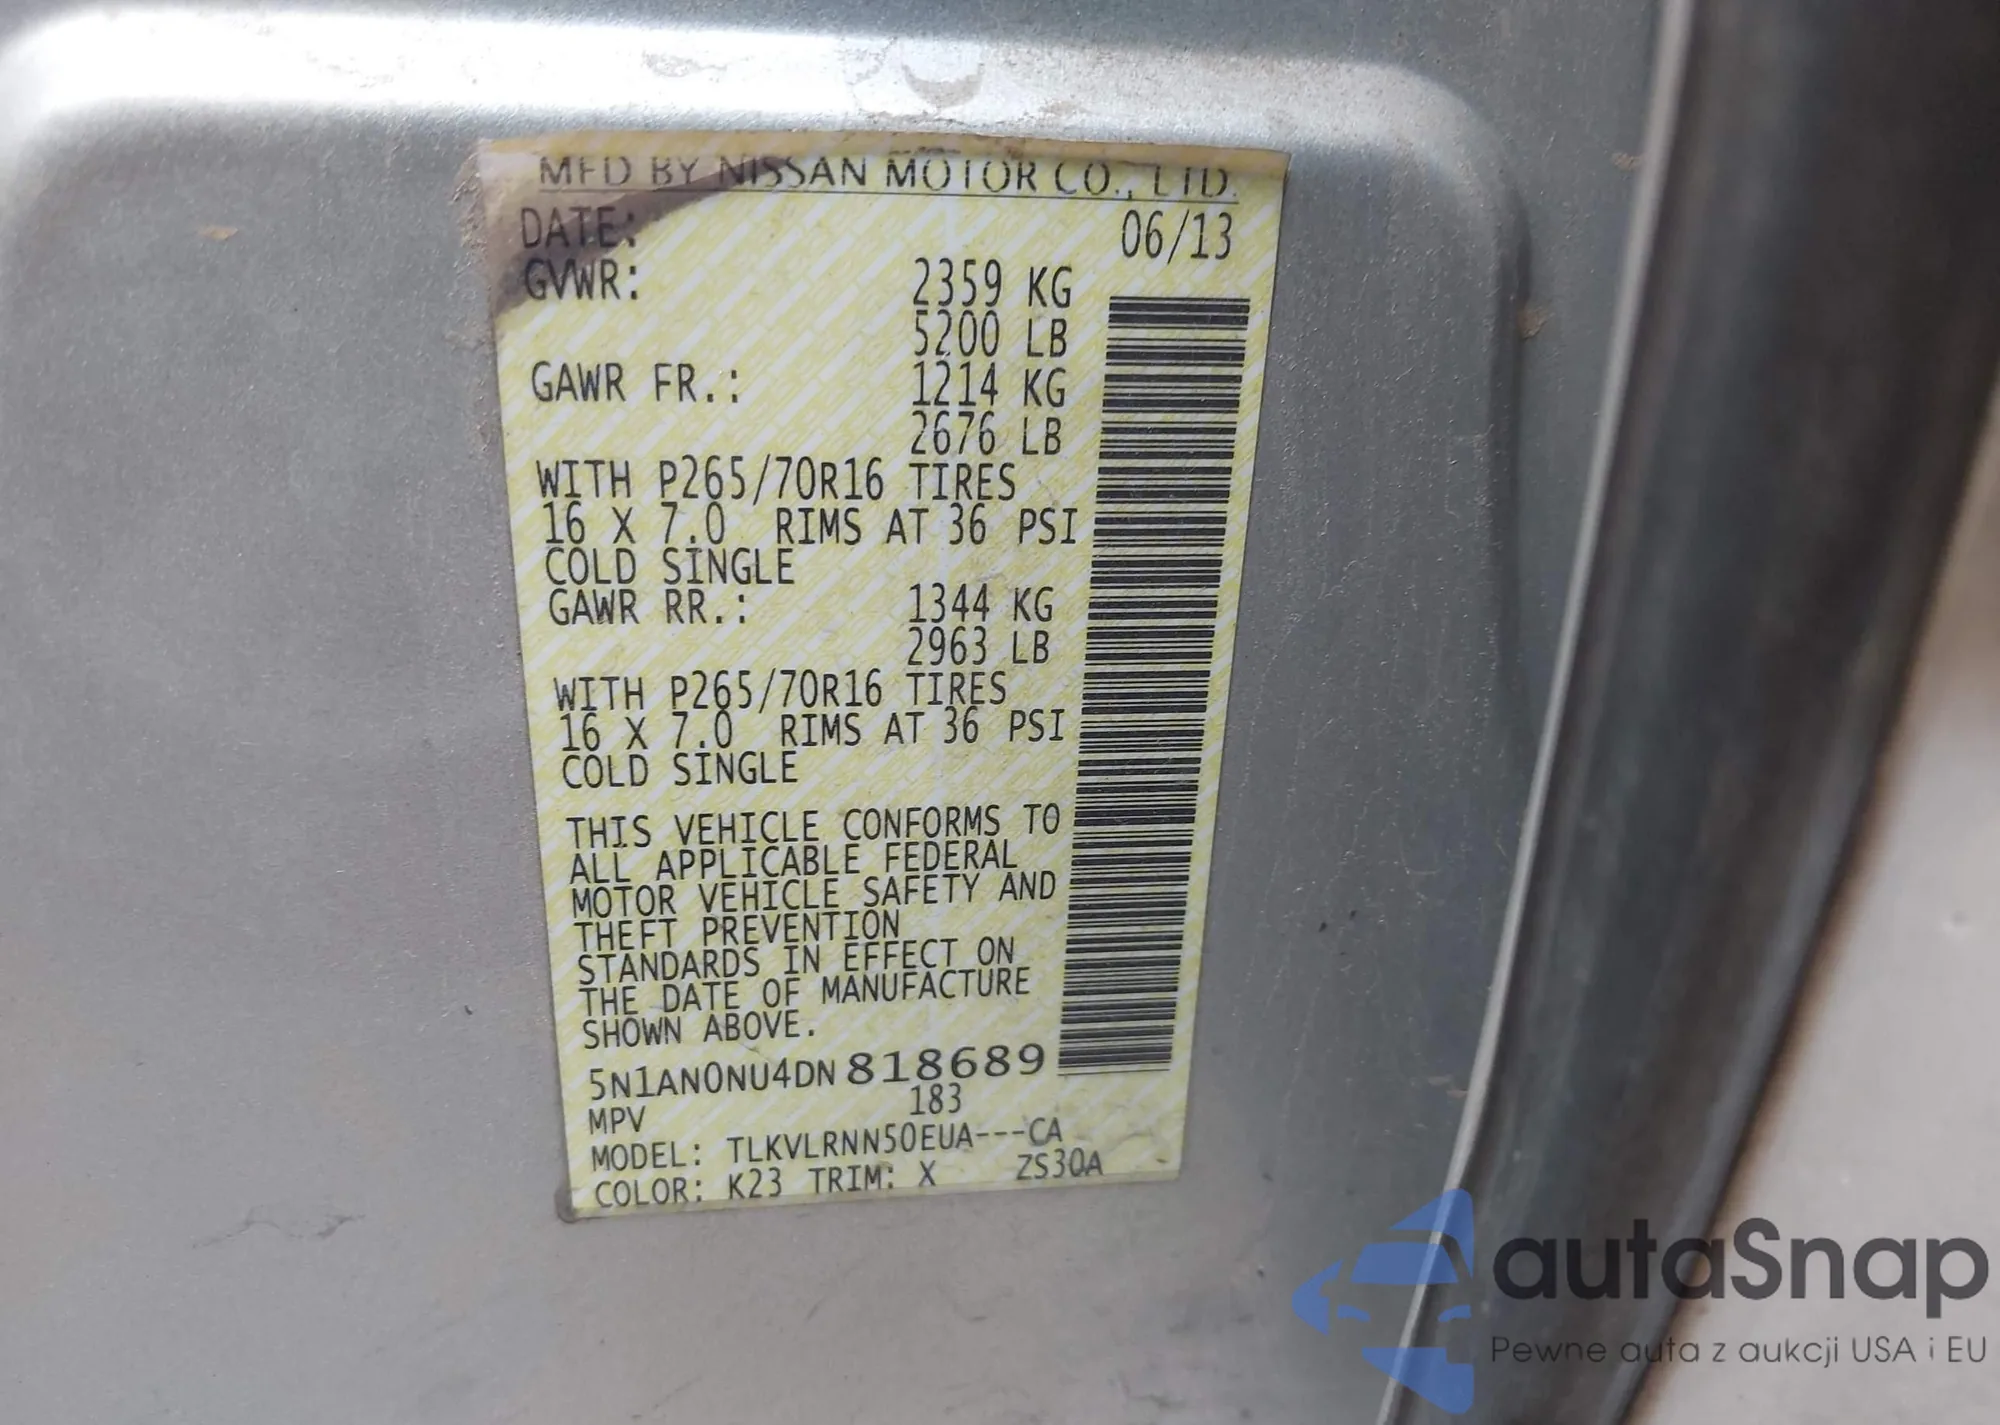 MFD BY NISSAN MOTOR CO., LTD.
DATE: 06/13
GVWR: 2359 KG
5200 LB
GAWR FR.: 1214 KG
2676 LB
WITH P265/70R16 TIRES
16 X 7.0 RIMS AT 36 PSI
COLD SINGLE
GAWR RR.: 1344 KG
2963 LB
WITH P265/70R16 TIRES
16 X 7.0 RIMS AT 36 PSI
COLD SINGLE
THIS VEHICLE CONFORMS TO
ALL APPLICABLE FEDERAL
MOTOR VEHICLE SAFETY AND
THEFT PREVENTION
STANDARDS IN EFFECT ON
THE DATE OF MANUFACTURE
SHOWN ABOVE.
5N1AN0NU4DN818689
MPV 183
MODEL: TLKVLRNN50EUA---CA
COLOR: K23 TRIM: X ZS30A
autaSnap
Pewne auta z aukcji USA i EU